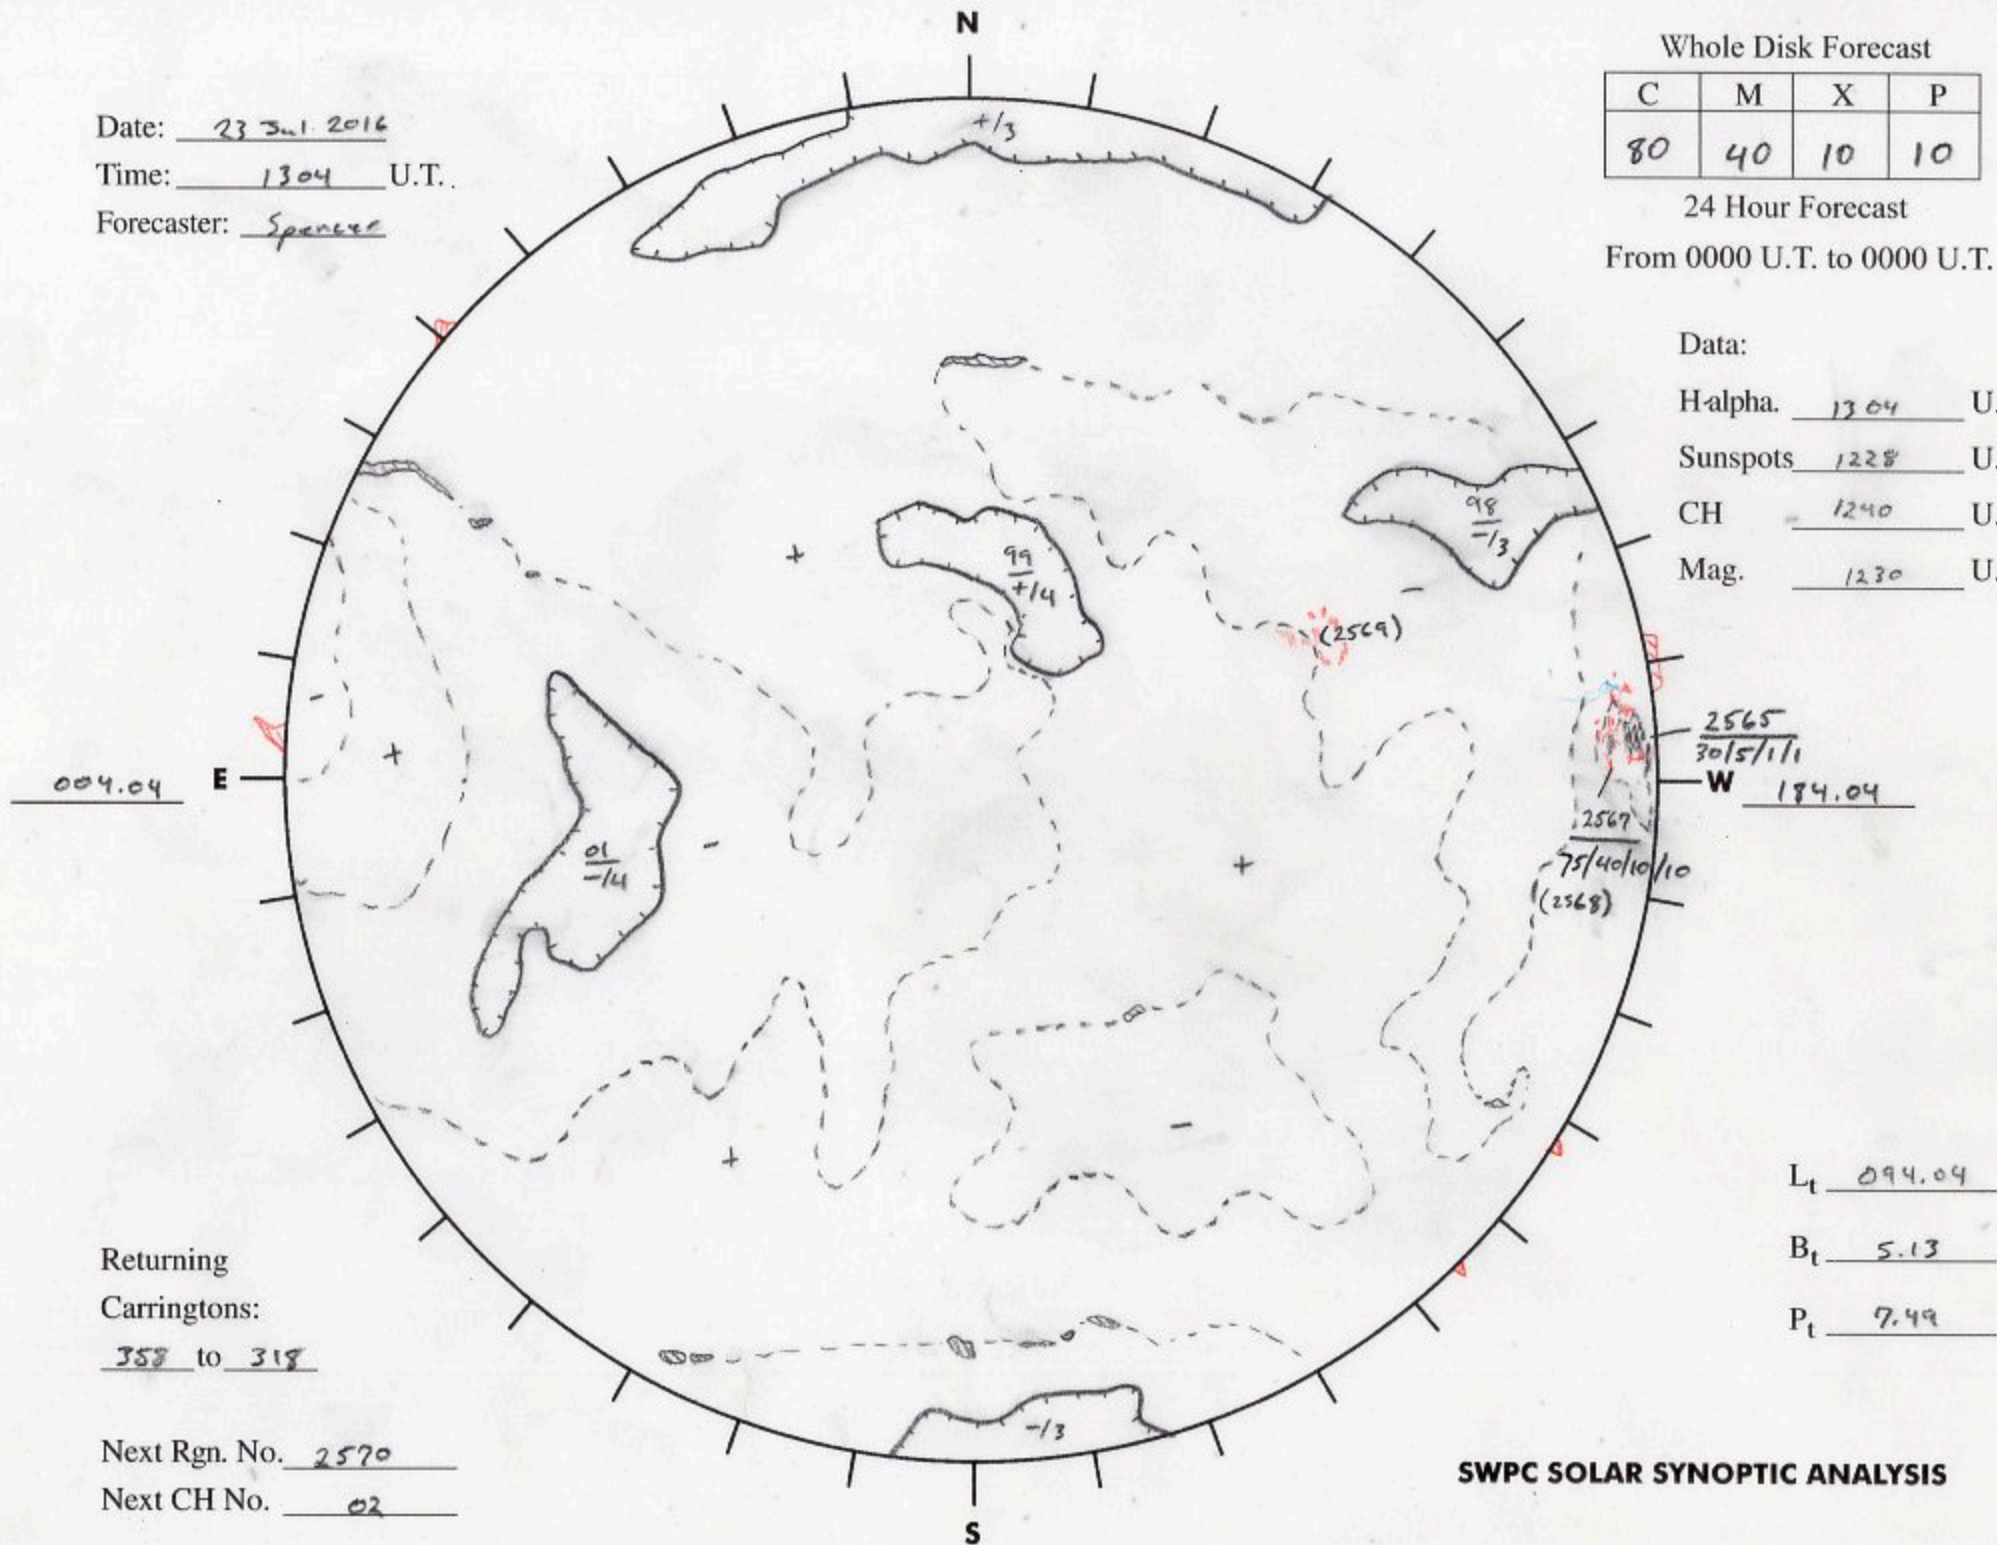 N
Whole Disk Forecast
C M X P
80 40 10 10
24 Hour Forecast
From 0000 U.T. to 0000 U.T.
Date: 23 Jul. 2016
Time: 1304 U.T.
Forecaster: Spencer
+/3
Data:
H-alpha. 1304 U.
Sunspots 1228 U.
CH 1240 U.
Mag. 1230 U.
98
-/3
99
+/4
+
-
(2569)
-
+
2565
30/5/1/1
004.04 E
W 184.04
2567
75/40/10/10
(2568)
01
-/4
-
+
-
+
Lt 094.04
Bt 5.13
Pt 7.49
Returning
Carringtons:
358 to 318
-/3
Next Rgn. No. 2570
Next CH No. 02
SWPC SOLAR SYNOPTIC ANALYSIS
S